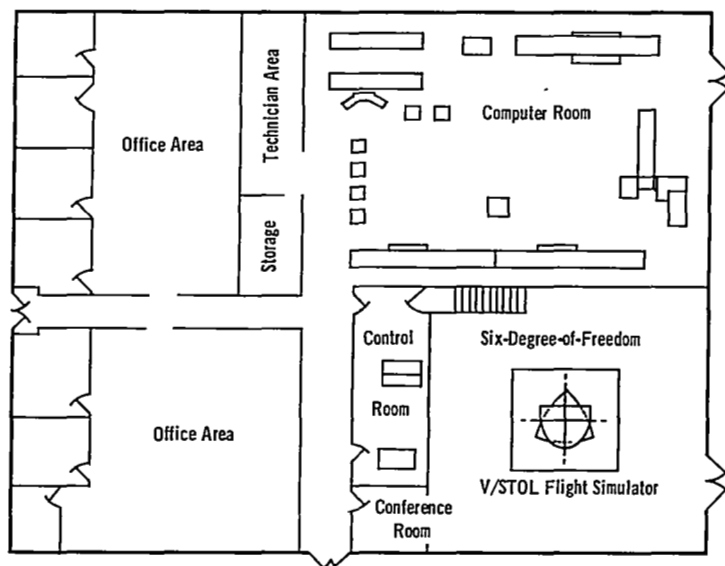 Office Area
Technician Area
Computer Room
Storage
Control
Room
Six-Degree-of-Freedom
V/STOL Flight Simulator
Office Area
Conference
Room